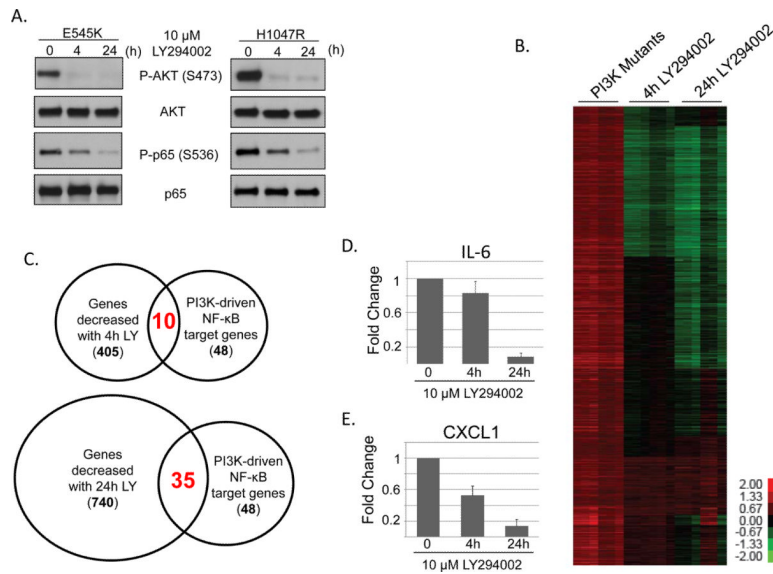 A.
E545K
10 µM
LY294002
H1047R
0 4 24 (h)
0 4 24 (h)
P-AKT (S473)
AKT
P-p65 (S536)
p65
B.
PI3K Mutants
4h LY294002
24h LY294002
2.00
1.33
0.67
0.00
-0.67
-1.33
-2.00
C.
Genes
decreased
with 4h LY
(405)
10
PI3K-driven
NF-κB
target genes
(48)
Genes
decreased
with 24h LY
(740)
35
PI3K-driven
NF-κB
target genes
(48)
D.
IL-6
Fold Change
1
0.6
0.2
0 4h 24h
10 µM LY294002
E.
CXCL1
Fold Change
1
0.6
0.2
0 4h 24h
10 µM LY294002